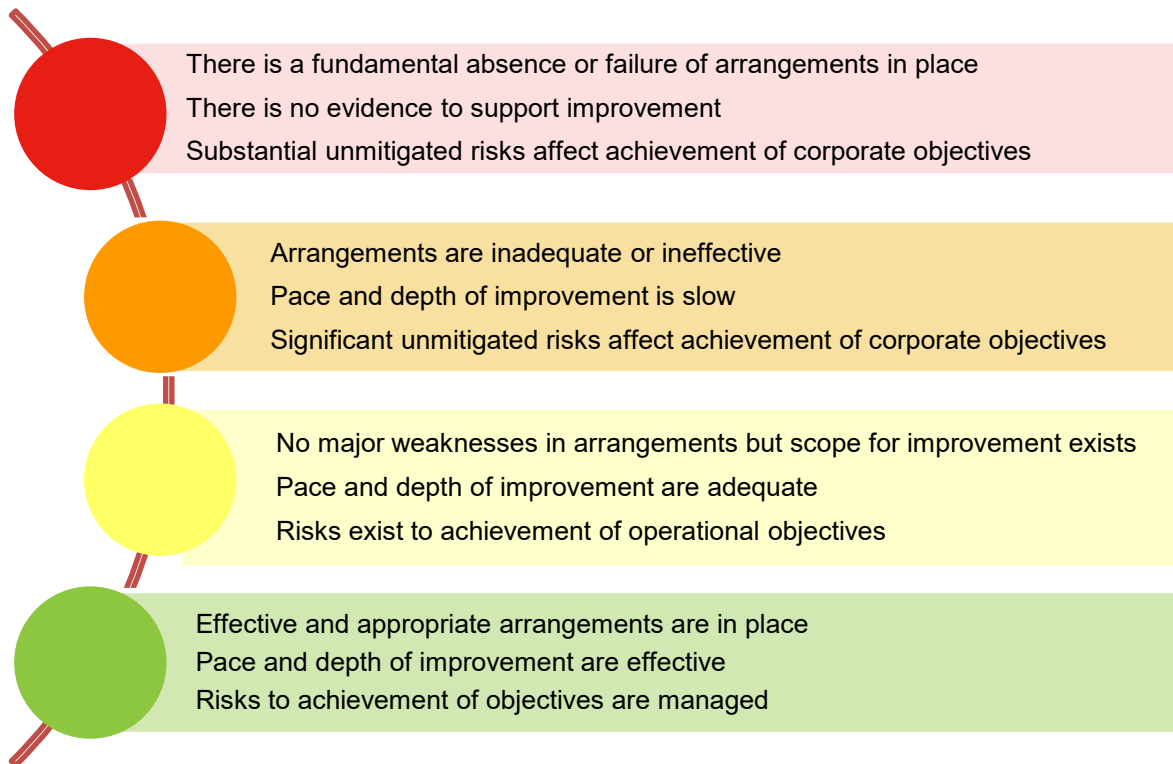 There is a fundamental absence or failure of arrangements in place
There is no evidence to support improvement
Substantial unmitigated risks affect achievement of corporate objectives
Arrangements are inadequate or ineffective
Pace and depth of improvement is slow
Significant unmitigated risks affect achievement of corporate objectives
No major weaknesses in arrangements but scope for improvement exists
Pace and depth of improvement are adequate
Risks exist to achievement of operational objectives
Effective and appropriate arrangements are in place
Pace and depth of improvement are effective
Risks to achievement of objectives are managed